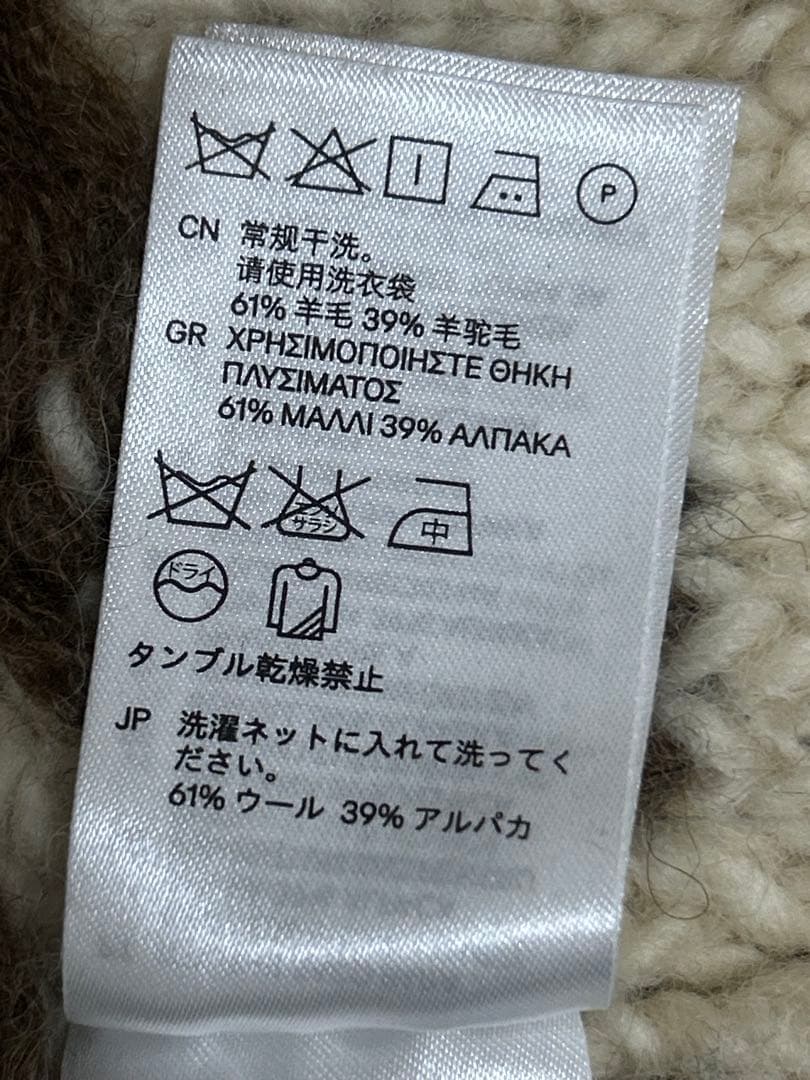 P
CN 常规干洗。
请使用洗衣袋
61% 羊毛 39% 羊驼毛
GR ΧΡΗΣΙΜΟΠΟΙΗΣΤΕ ΘΗΚΗ
ΠΛΥΣΙΜΑΤΟΣ
61% ΜΑΛΛΙ 39% ΑΛΠΑΚΑ
サラシ
中
ドライ
タンブル乾燥禁止
JP 洗濯ネットに入れて洗ってく
ださい。
61% ウール 39% アルパカ